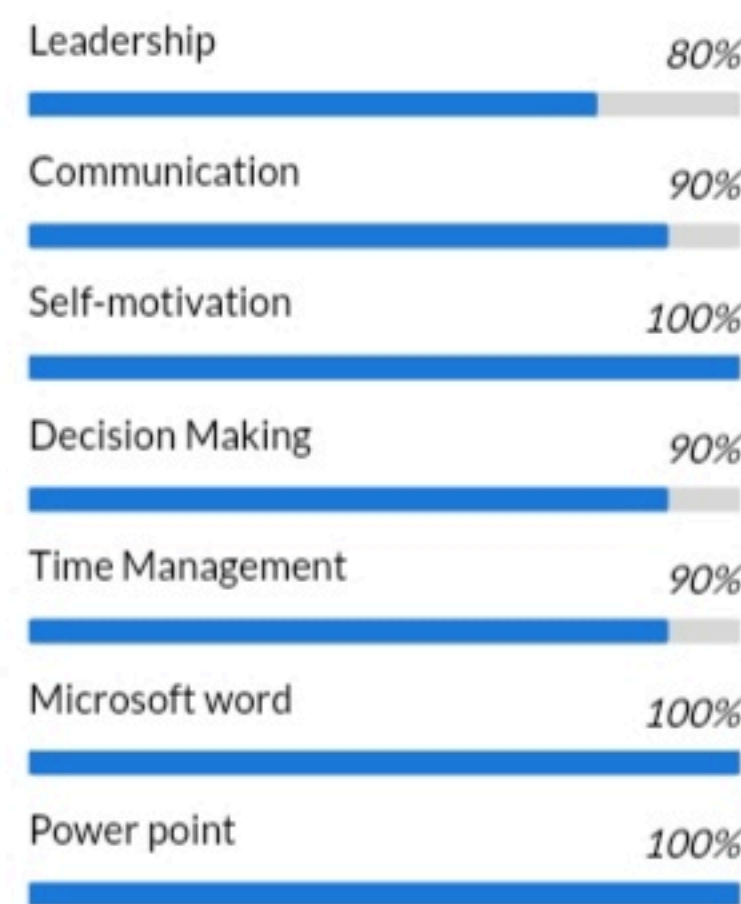 Leadership 80%
Communication 90%
Self-motivation 100%
Decision Making 90%
Time Management 90%
Microsoft word 100%
Power point 100%